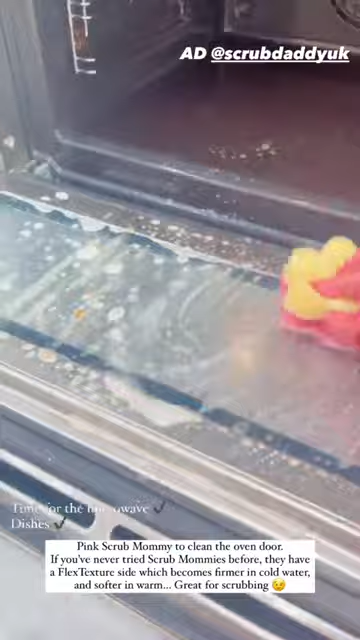 AD @scrubdaddyuk
Time for the microwave ✓
Dishes ✓
Pink Scrub Mommy to clean the oven door.
If you've never tried Scrub Mommies before, they have
a FlexTexture side which becomes firmer in cold water,
and softer in warm... Great for scrubbing 😉